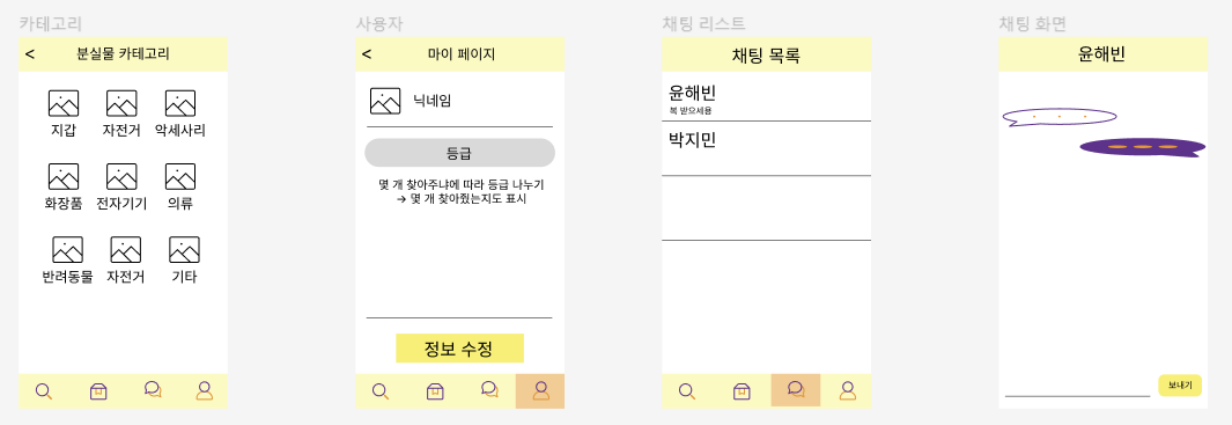 카테고리
< 분실물 카테고리
지갑 자전거 악세사리
화장품 전자기기 의류
반려동물 자전거 기타
사용자
< 마이 페이지
닉네임
등급
몇 개 찾아주냐에 따라 등급 나누기
→ 몇 개 찾아줬는지도 표시
정보 수정
채팅 리스트
채팅 목록
윤해빈
복 받으세용
박지민
채팅 화면
윤해빈
보내기